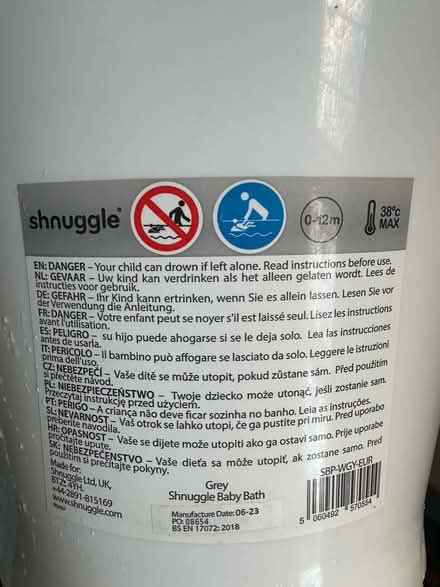 shnuggle®
0-12m
38°c
MAX
EN: DANGER – Your child can drown if left alone. Read instructions before use.
NL: GEVAAR – Uw kind kan verdrinken als het alleen gelaten wordt. Lees de
instructies voor gebruik.
DE: GEFAHR – Ihr Kind kann ertrinken, wenn Sie es allein lassen. Lesen Sie vor
der Verwendung die Anleitung.
FR: DANGER – Votre enfant peut se noyer s'il est laissé seul. Lisez les instructions
avant l'utilisation.
ES: PELIGRO – su hijo puede ahogarse si se le deja solo. Lea las instrucciones
antes de usarla.
IT: PERICOLO – Il bambino può affogare se lasciato da solo. Leggere le istruzioni
prima dell'uso.
CZ: NEBEZPEČÍ – Vaše dítě se může utopit, pokud zůstane sám. Před použitím
si přečtěte návod.
PL: NIEBEZPIECZEŃSTWO – Twoje dziecko może utonąć, jeśli zostanie sam.
Przeczytaj instrukcję przed użyciem.
PT: PERIGO – A criança não deve ficar sozinha no banho. Leia as instruções.
SL: NEVARNOST – Vaš otrok se lahko utopi, če ga pustite pri miru. Pred uporabo
preberite navodila.
HR: OPASNOST – Vaše se dijete može utopiti ako ga ostavi samo. Prije uporabe
pročitajte upute.
SK: NEBEZPEČENSTVO – Vaše dieťa sa môže utopiť, ak zostane samo. Pred
použitím si prečítajte pokyny.
Made for:
Shnuggle Ltd, UK,
BT2: 4YH.
+44-2891-815169
www.shnuggle.com
Grey
Shnuggle Baby Bath
Manufacture Date: 06-23
PO: 08654
BS EN 17072: 2018
SBP-WGY-EUR
5 060492 570554